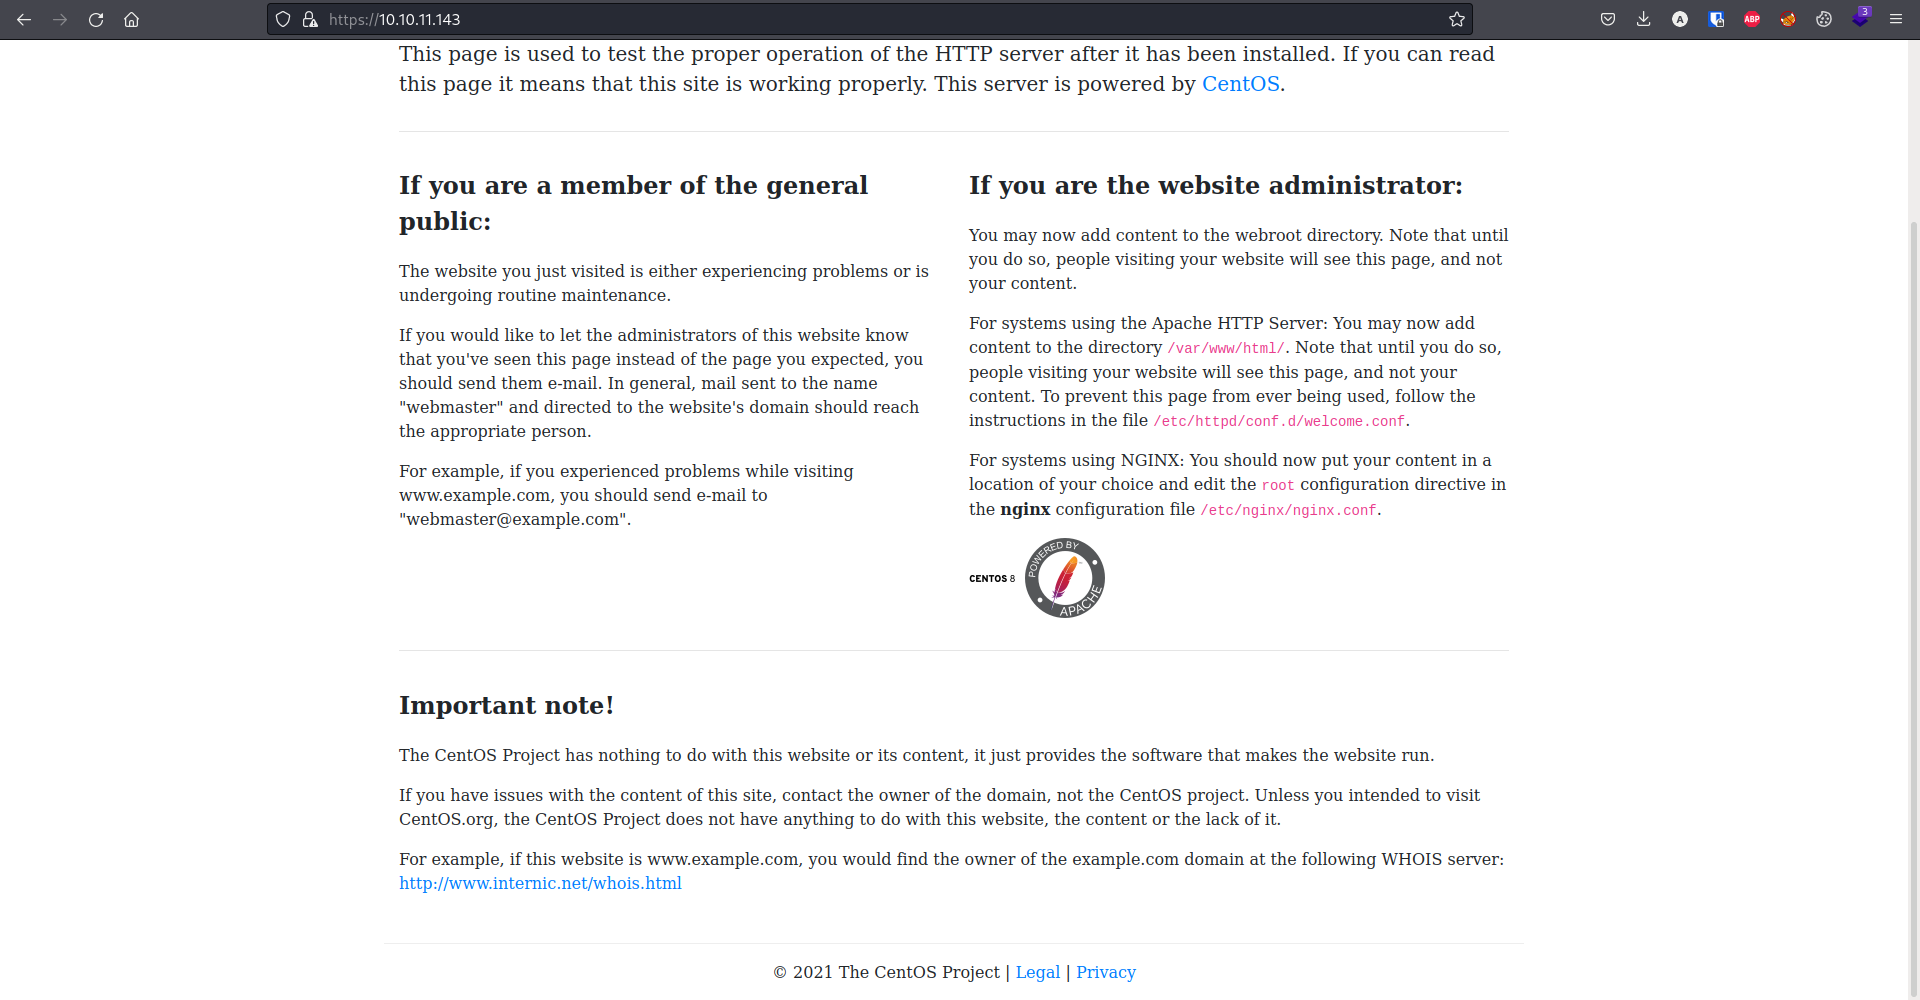 https://10.10.11.143
ABP
3
This page is used to test the proper operation of the HTTP server after it has been installed. If you can read
this page it means that this site is working properly. This server is powered by CentOS.
If you are a member of the general
public:
The website you just visited is either experiencing problems or is
undergoing routine maintenance.
If you would like to let the administrators of this website know
that you've seen this page instead of the page you expected, you
should send them e-mail. In general, mail sent to the name
"webmaster" and directed to the website's domain should reach
the appropriate person.
For example, if you experienced problems while visiting
www.example.com, you should send e-mail to
"webmaster@example.com".
If you are the website administrator:
You may now add content to the webroot directory. Note that until
you do so, people visiting your website will see this page, and not
your content.
For systems using the Apache HTTP Server: You may now add
content to the directory /var/www/html/. Note that until you do so,
people visiting your website will see this page, and not your
content. To prevent this page from ever being used, follow the
instructions in the file /etc/httpd/conf.d/welcome.conf.
For systems using NGINX: You should now put your content in a
location of your choice and edit the root configuration directive in
the nginx configuration file /etc/nginx/nginx.conf.
CENTOS 8
POWERED BY
APACHE
Important note!
The CentOS Project has nothing to do with this website or its content, it just provides the software that makes the website run.
If you have issues with the content of this site, contact the owner of the domain, not the CentOS project. Unless you intended to visit
CentOS.org, the CentOS Project does not have anything to do with this website, the content or the lack of it.
For example, if this website is www.example.com, you would find the owner of the example.com domain at the following WHOIS server:
http://www.internic.net/whois.html
© 2021 The CentOS Project | Legal | Privacy